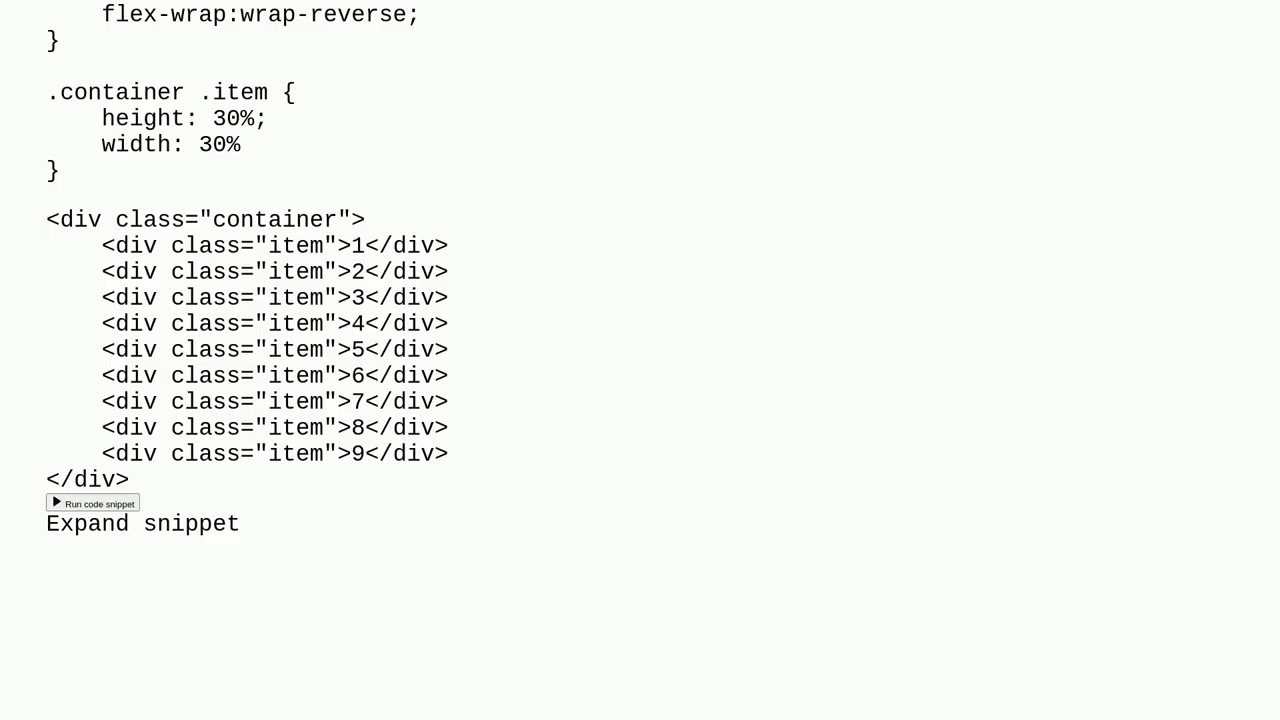 flex-wrap:wrap-reverse;
}

.container .item {
    height: 30%;
    width: 30%
}

<div class="container">
    <div class="item">1</div>
    <div class="item">2</div>
    <div class="item">3</div>
    <div class="item">4</div>
    <div class="item">5</div>
    <div class="item">6</div>
    <div class="item">7</div>
    <div class="item">8</div>
    <div class="item">9</div>
</div>
Run code snippet
Expand snippet